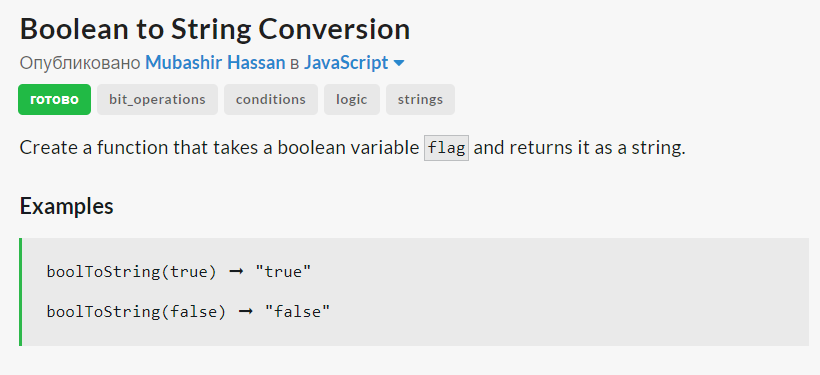 Boolean to String Conversion
Опубликовано Mubashir Hassan в JavaScript
готово bit_operations conditions logic strings
Create a function that takes a boolean variable flag and returns it as a string.
Examples
boolToString(true) ➞ "true"
boolToString(false) ➞ "false"